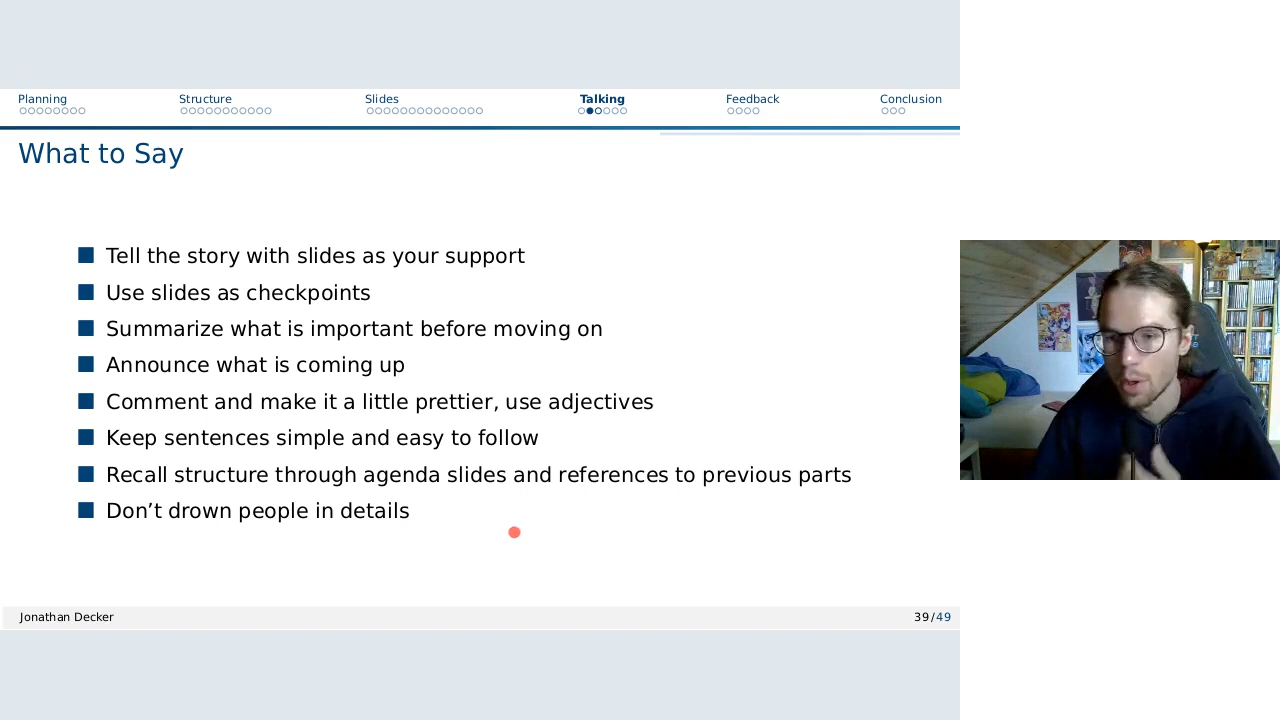 Planning
Structure
Slides
Talking
Feedback
Conclusion
What to Say
Tell the story with slides as your support
Use slides as checkpoints
Summarize what is important before moving on
Announce what is coming up
Comment and make it a little prettier, use adjectives
Keep sentences simple and easy to follow
Recall structure through agenda slides and references to previous parts
Don’t drown people in details
Jonathan Decker
39/49